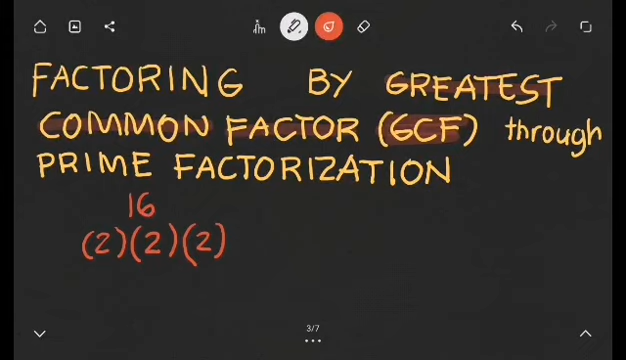 FACTORING BY GREATEST
COMMON FACTOR (GCF) through
PRIME FACTORIZATION
16
(2)(2)(2)
3/7